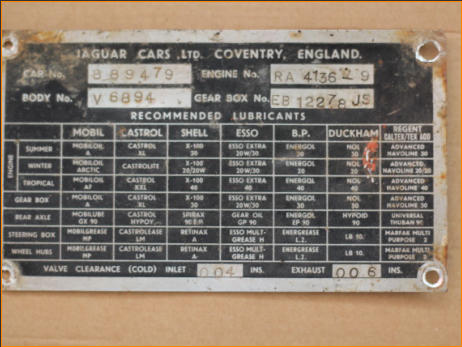 JAGUAR CARS LTD. COVENTRY, ENGLAND.
CAR No. 889479 ENGINE No. RA 4136 - 9
BODY No. V 6894 GEAR BOX No. EB 12278 JS
RECOMMENDED LUBRICANTS
MOBIL CASTROL SHELL ESSO B.P. DUCKHAM REGENT CALTEX/TEXACO
ENGINE
SUMMER MOBILOIL A CASTROL XL X-100 30 ESSO EXTRA 20W/30 ENERGOL 30 NOL 30 ADVANCED HAVOLINE 30
WINTER MOBILOIL ARCTIC CASTROLITE X-100 20/20W ESSO EXTRA 20W/30 ENERGOL 20 NOL 20 ADVANCED HAVOLINE 20/20
TROPICAL MOBILOIL AF CASTROL XXL X-100 40 ESSO EXTRA 40 ENERGOL 40 NOL ADVANCED HAVOLINE 40
GEAR BOX MOBILOIL A CASTROL XL X-100 30 ESSO EXTRA 20W/30 ENERGOL 30 NOL 30 ADVANCED HAVOLINE 30
REAR AXLE MOBILUBE GX 90 CASTROL HYPOY SPIRAX 90 E.P. GEAR OIL GP 90 ENERGOL EP 90 HYPOID 90 UNIVERSAL THUBAN 90
STEERING BOX MOBILGREASE MP CASTROLEASE LM RETINAX A ESSO MULTI-GREASE H ENERGREASE L.2. LB 10. MARFAK MULTI PURPOSE 2
WHEEL HUBS MOBILGREASE MP CASTROLEASE LM RETINAX A ESSO MULTI-GREASE H ENERGREASE L.2. LB 10. MARFAK MULTI PURPOSE 2
VALVE CLEARANCE (COLD) INLET 004 INS. EXHAUST 006 INS.